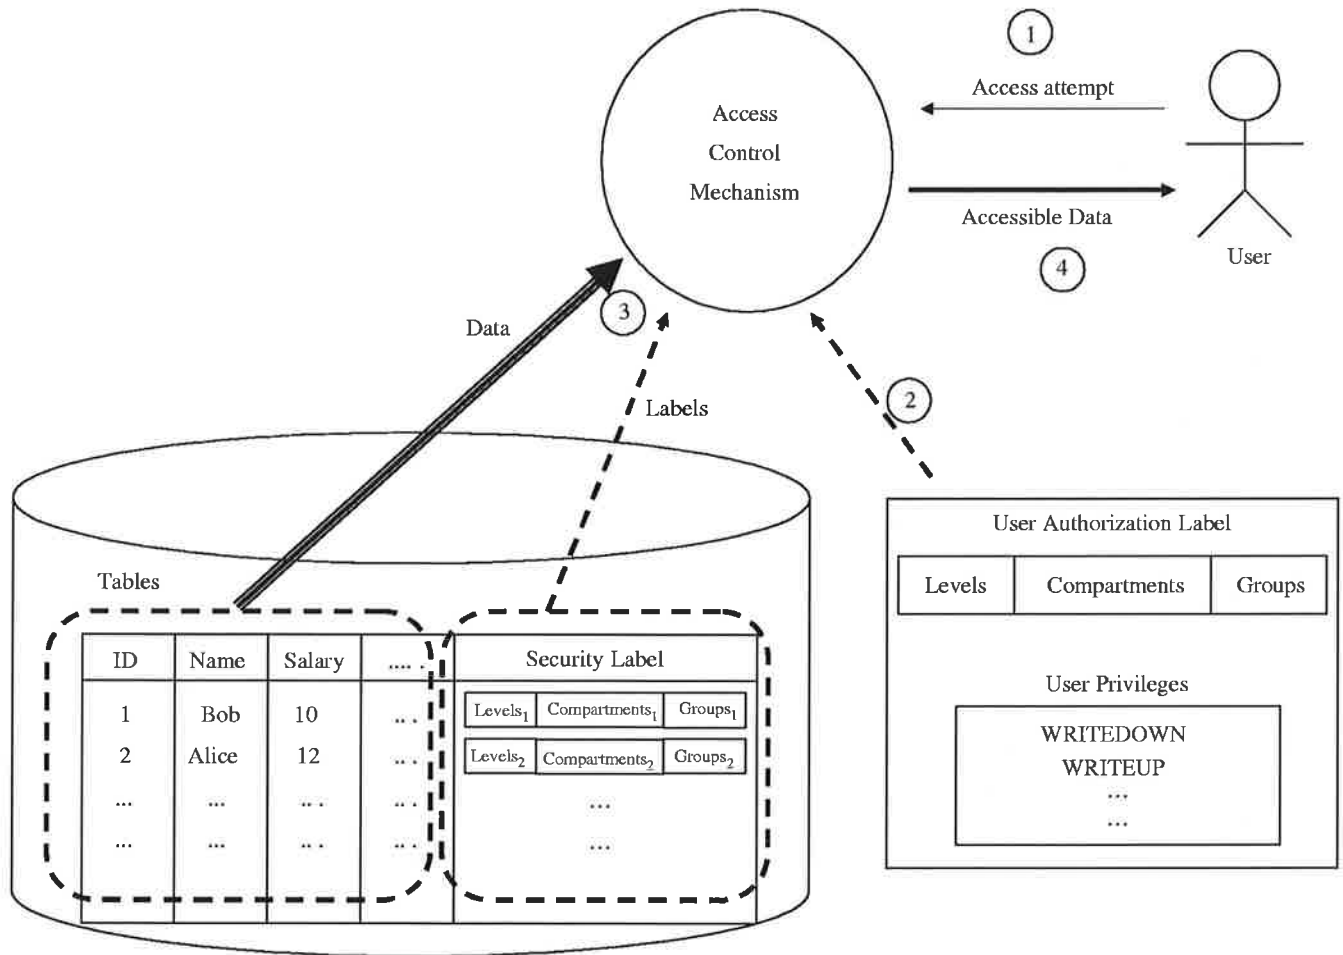 1
Access attempt
Access
Control
Mechanism
Accessible Data
4
User
3
Data
2
Labels
User Authorization Label
Levels Compartments Groups
Tables
ID Name Salary .... . Security Label
User Privileges
1 Bob 10 .. . Levels1 Compartments1 Groups1
WRITEDOWN
2 Alice 12 .. . Levels2 Compartments2 Groups2
WRITEUP
...
...
... ... .. . .. . ...
... ... .. . .. . ...